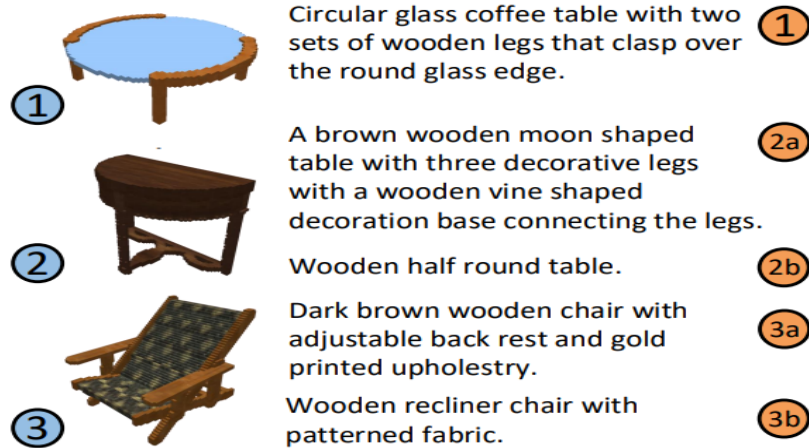 Circular glass coffee table with two
sets of wooden legs that clasp over
the round glass edge.
1
1
A brown wooden moon shaped
table with three decorative legs
with a wooden vine shaped
decoration base connecting the legs.
2a
2
Wooden half round table.
2b
Dark brown wooden chair with
adjustable back rest and gold
printed upholestry.
3a
3
Wooden recliner chair with
patterned fabric.
3b